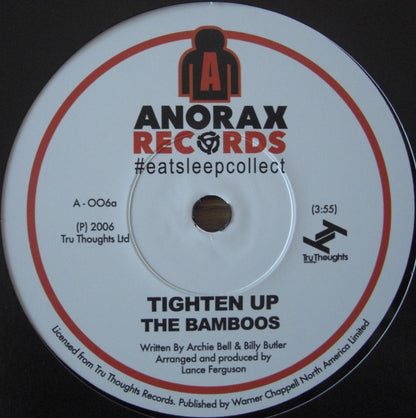 A
ANORAX
RECORDS
#eatsleepcollect
A - 006a
(3:55)
(P) 2006
Tru Thoughts Ltd
Tru Thoughts
TIGHTEN UP
THE BAMBOOS
Written By Archie Bell & Billy Butler
Arranged and produced by
Lance Ferguson
Licensed from Tru Thoughts Records. Published by Warner Chappell North America Limited